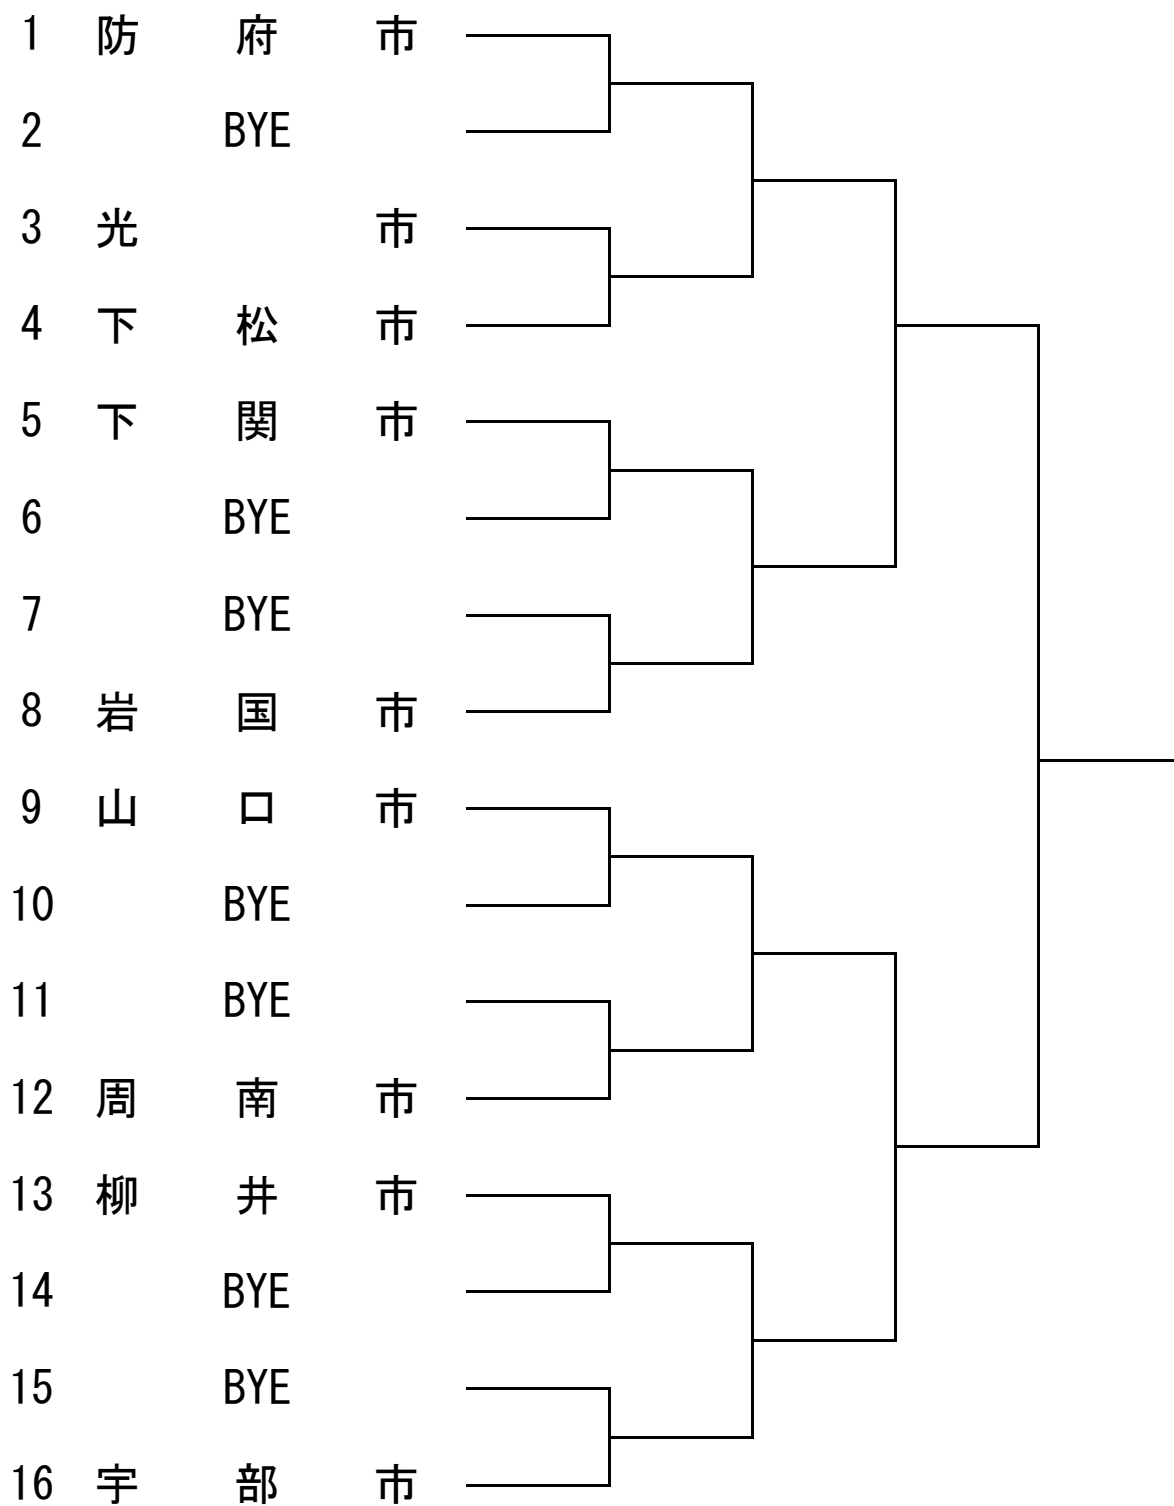 1 防府市
2 BYE
3 光市
4 下松市
5 下関市
6 BYE
7 BYE
8 岩国市
9 山口市
10 BYE
11 BYE
12 周南市
13 柳井市
14 BYE
15 BYE
16 宇部市